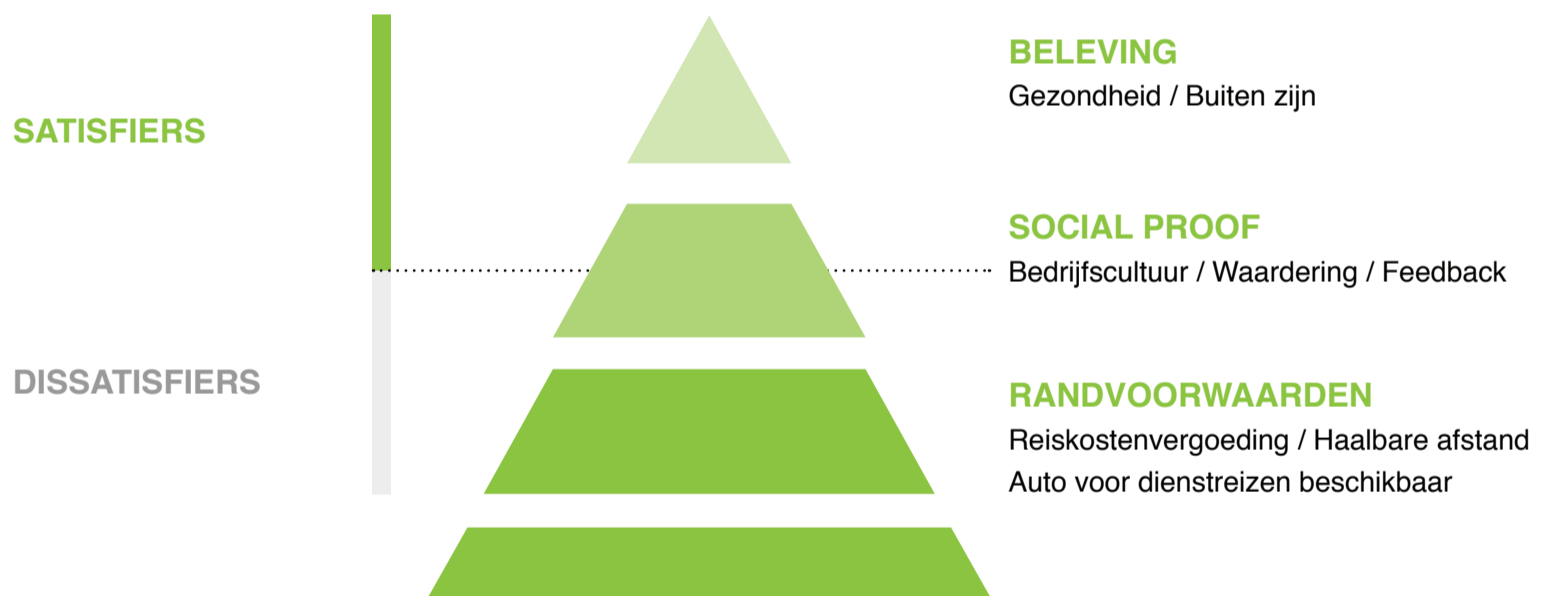 SATISFIERS
DISSATISFIERS
BELEVING
Gezondheid / Buiten zijn
SOCIAL PROOF
Bedrijfscultuur / Waardering / Feedback
RANDVOORWAARDEN
Reiskostenvergoeding / Haalbare afstand
Auto voor dienstreizen beschikbaar